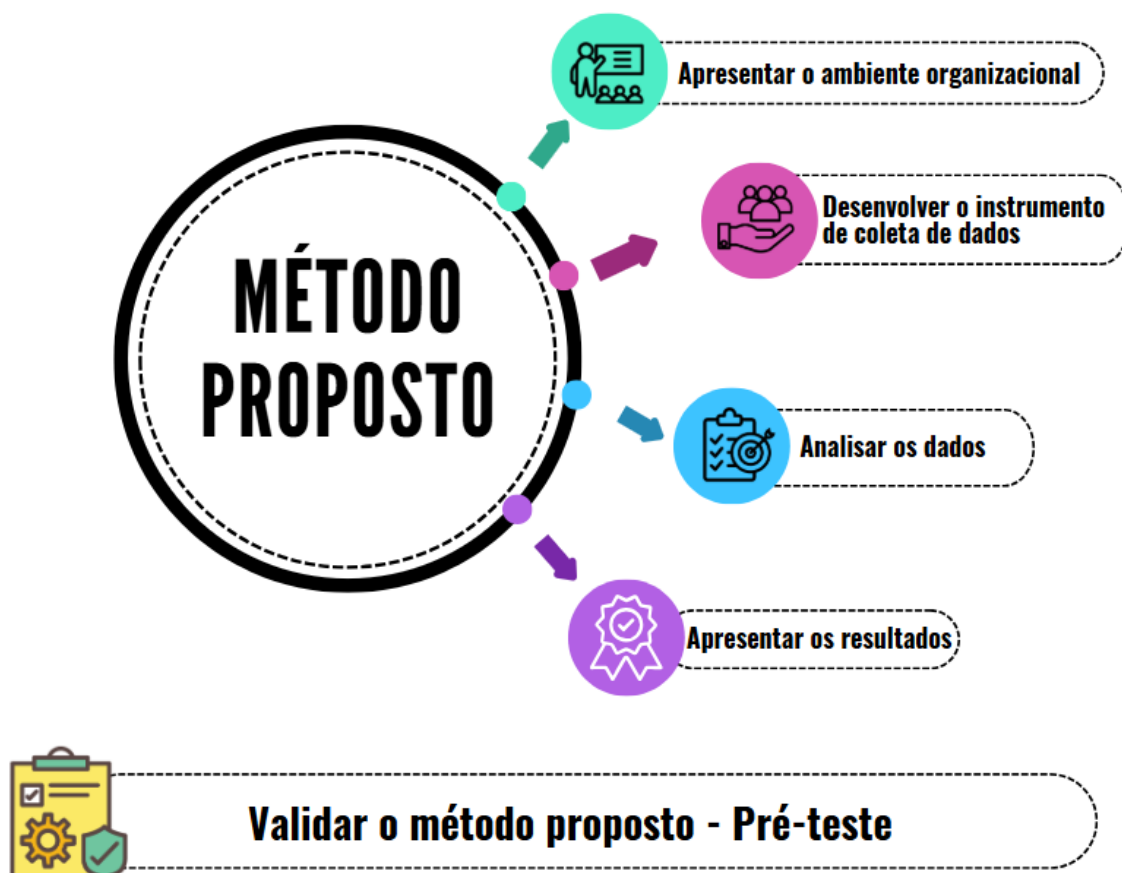 Apresentar o ambiente organizacional
Desenvolver o instrumento
de coleta de dados
MÉTODO
PROPOSTO
Analisar os dados
Apresentar os resultados
Validar o método proposto - Pré-teste